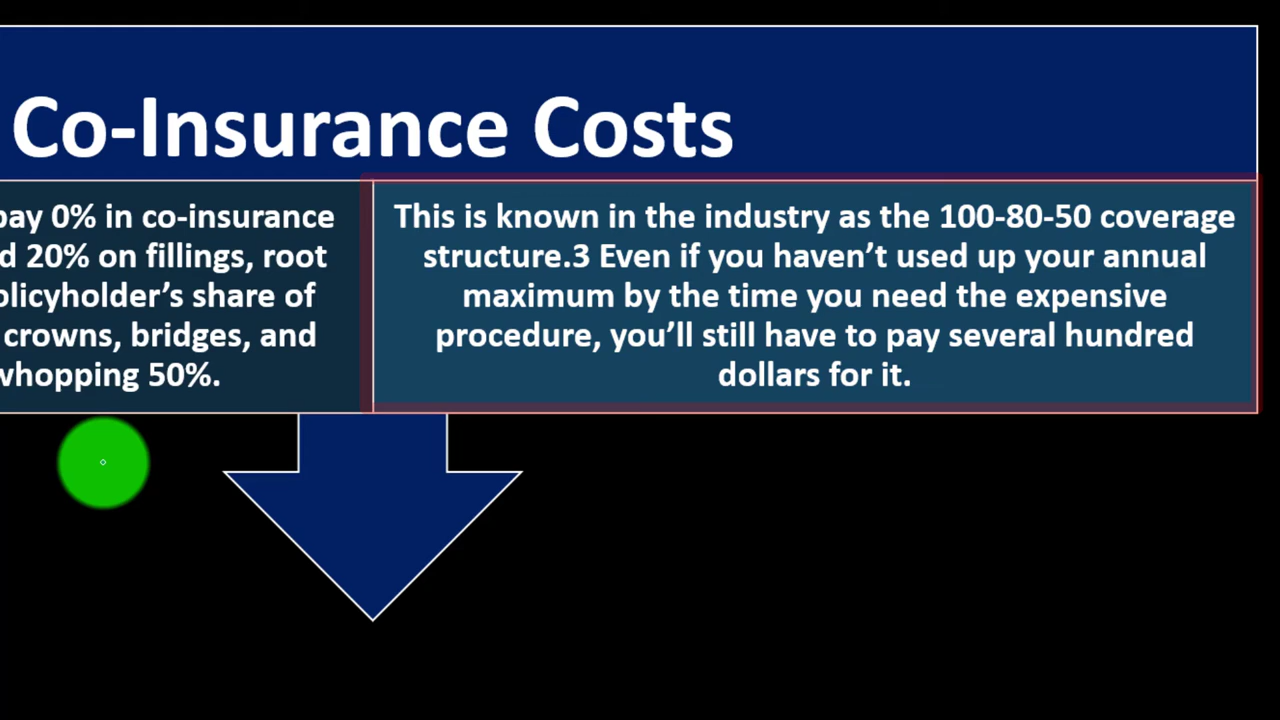 Co-Insurance Costs
pay 0% in co-insurance
20% on fillings, root
share of
crowns, bridges, and
whopping 50%.
This is known in the industry as the 100-80-50 coverage
structure.3 Even if you haven’t used up your annual
maximum by the time you need the expensive
procedure, you’ll still have to pay several hundred
dollars for it.